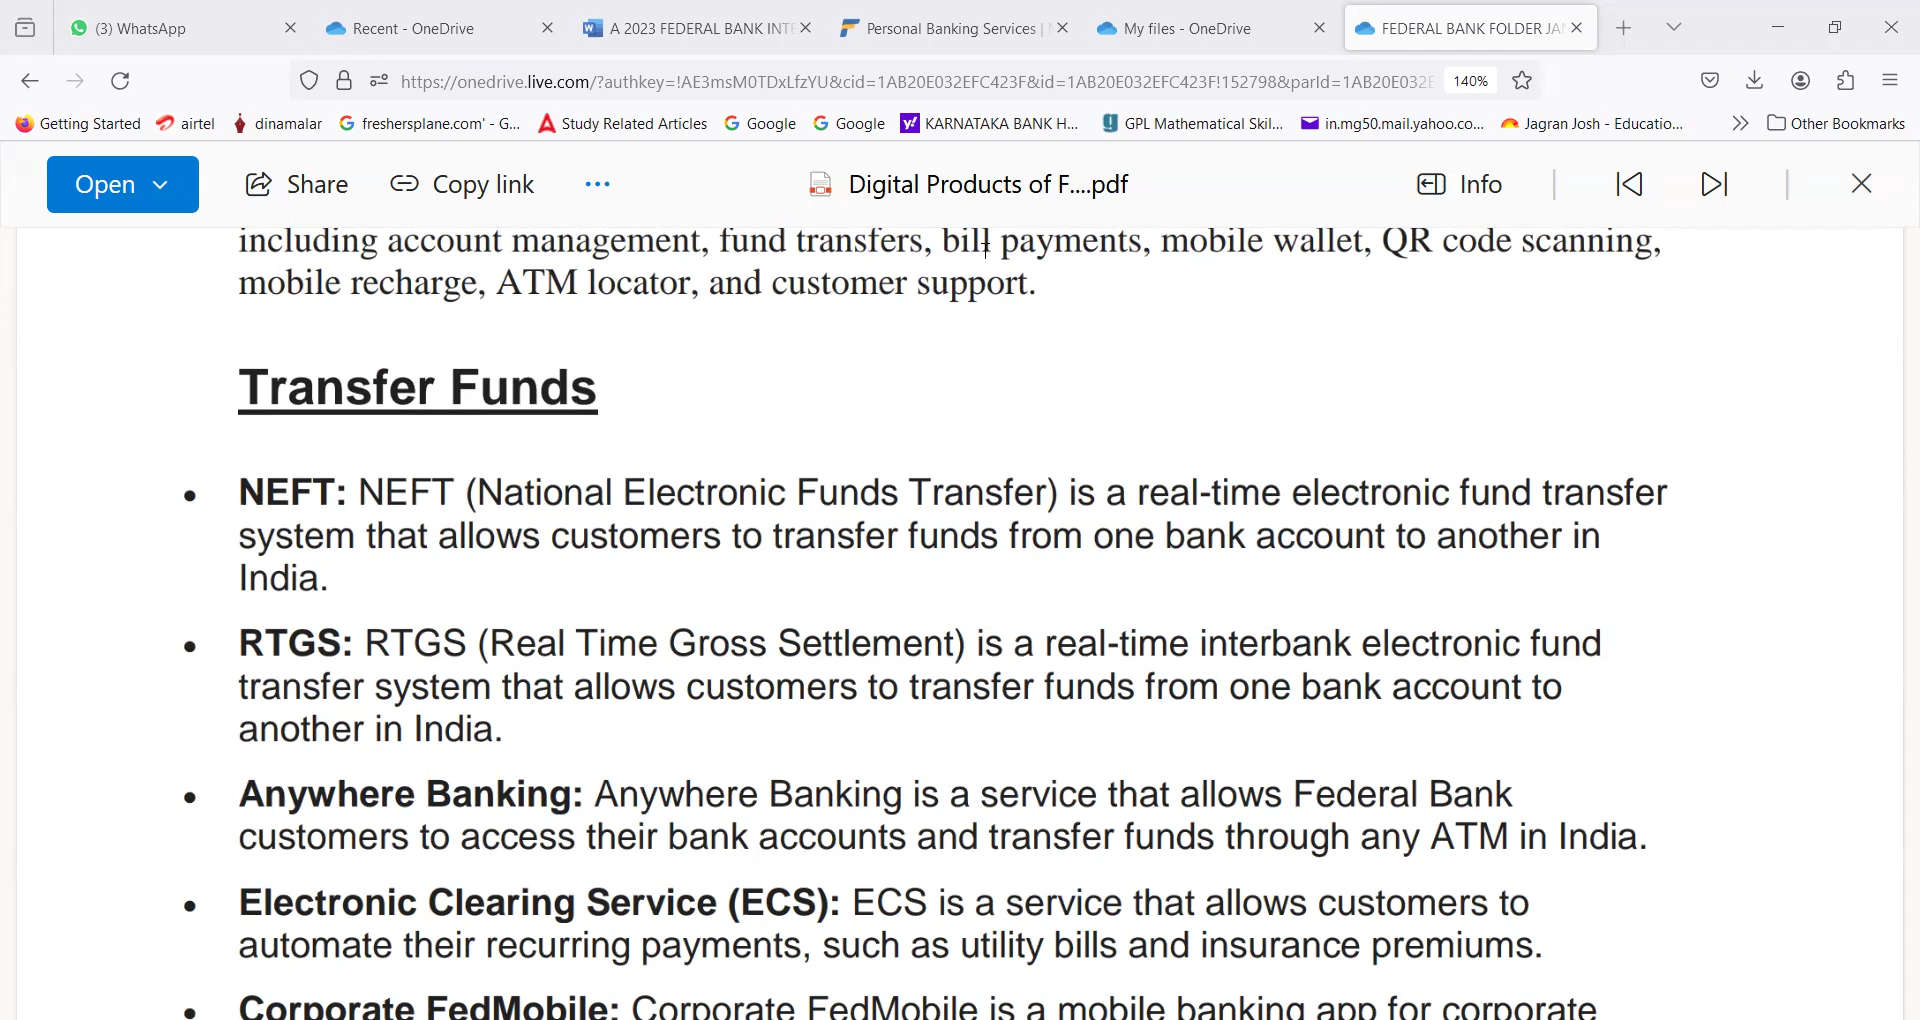 (3) WhatsApp
Recent - OneDrive
A 2023 FEDERAL BANK INTE
Personal Banking Services |
My files - OneDrive
FEDERAL BANK FOLDER JAN
https://onedrive.live.com/?authkey=!AE3msM0TDxLfzYU&cid=1AB20E032EFC423F&id=1AB20E032EFC423F!152798&parId=1AB20E032E
140%
Getting Started
airtel
dinamalar
freshersplane.com' - G...
Study Related Articles
Google
Google
KARNATAKA BANK H...
GPL Mathematical Skil...
in.mg50.mail.yahoo.co...
Jagran Josh - Educatio...
Other Bookmarks
Open
Share
Copy link
Digital Products of F....pdf
Info
including account management, fund transfers, bill payments, mobile wallet, QR code scanning,
mobile recharge, ATM locator, and customer support.
Transfer Funds
• NEFT: NEFT (National Electronic Funds Transfer) is a real-time electronic fund transfer
system that allows customers to transfer funds from one bank account to another in
India.
• RTGS: RTGS (Real Time Gross Settlement) is a real-time interbank electronic fund
transfer system that allows customers to transfer funds from one bank account to
another in India.
• Anywhere Banking: Anywhere Banking is a service that allows Federal Bank
customers to access their bank accounts and transfer funds through any ATM in India.
• Electronic Clearing Service (ECS): ECS is a service that allows customers to
automate their recurring payments, such as utility bills and insurance premiums.
• Corporate FedMobile: Corporate FedMobile is a mobile banking app for corporate